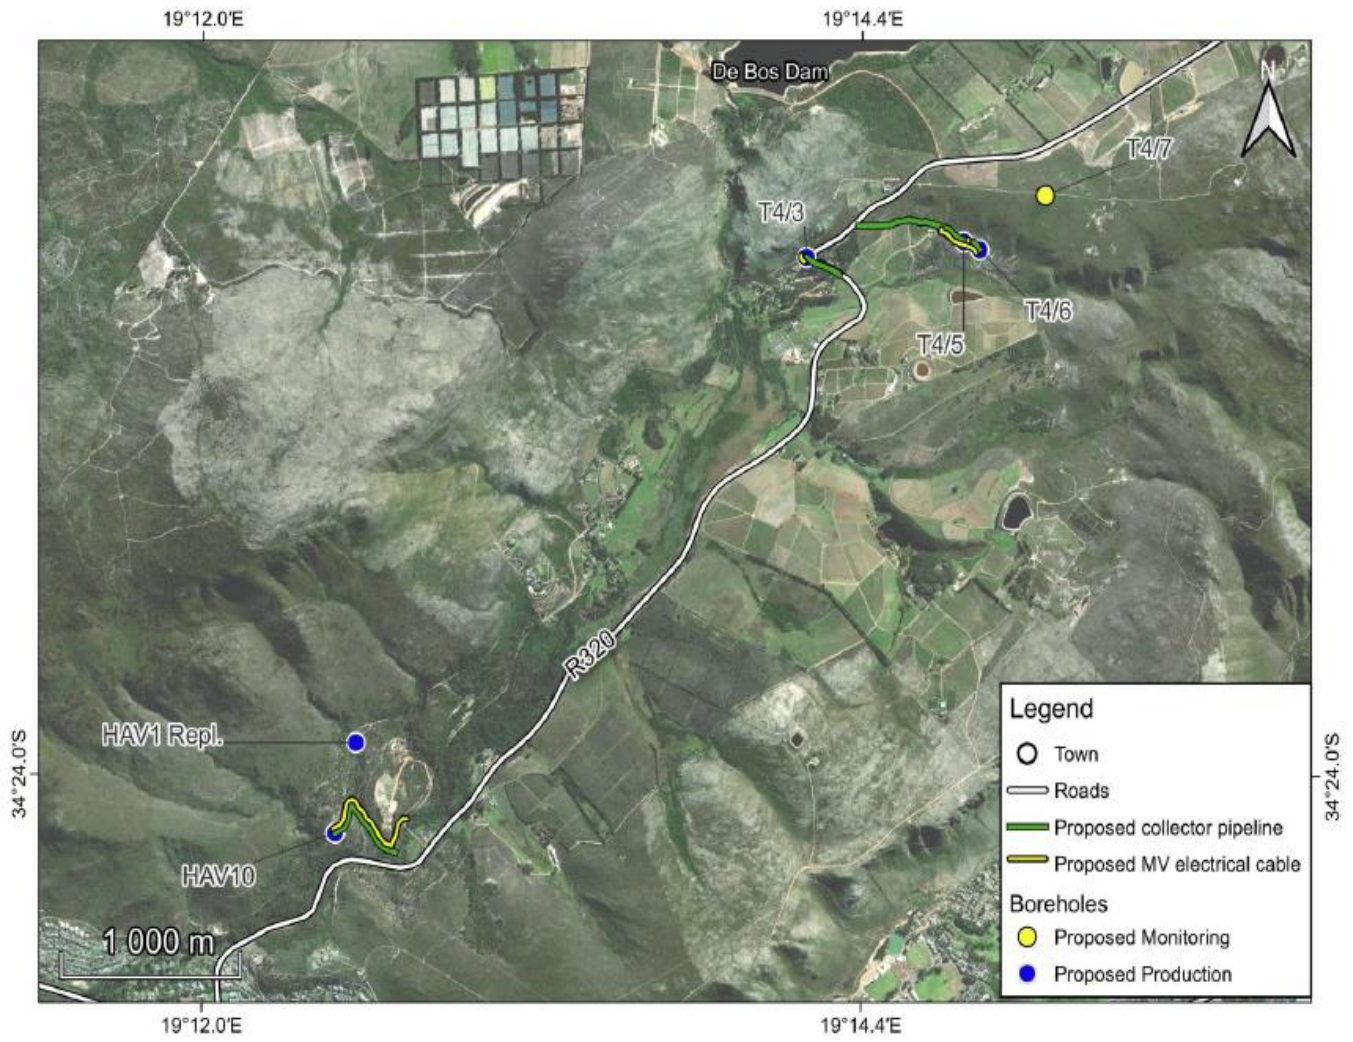 19°12.0'E
19°14.4'E
De Bos Dam
N
T4/7
T4/3
T4/6
T4/5
R320
HAV1 Repl.
34°24.0'S
34°24.0'S
HAV10
1 000 m
Legend
Town
Roads
Proposed collector pipeline
Proposed MV electrical cable
Boreholes
Proposed Monitoring
Proposed Production
19°12.0'E
19°14.4'E